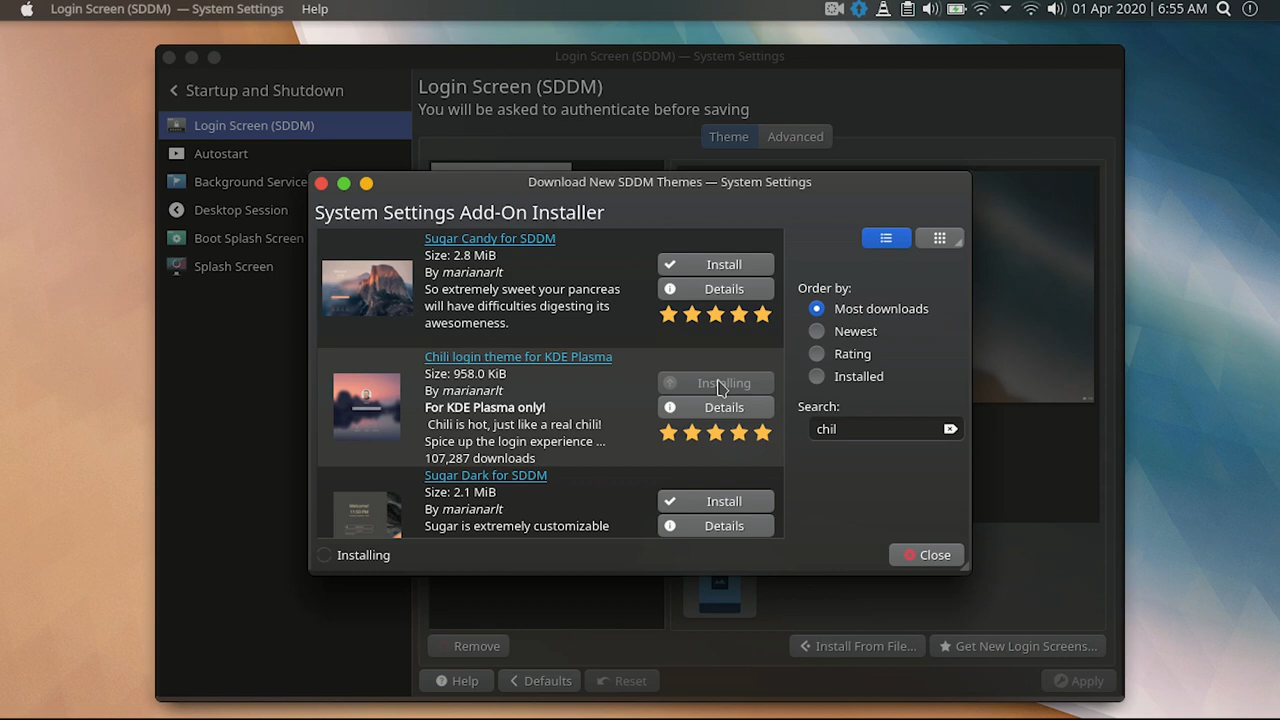 Login Screen (SDDM) — System Settings Help
01 Apr 2020 | 6:55 AM
Login Screen (SDDM) — System Settings
Startup and Shutdown
Login Screen (SDDM)
Autostart
Background Service
Desktop Session
Boot Splash Screen
Splash Screen
Login Screen (SDDM)
You will be asked to authenticate before saving
Theme Advanced
Download New SDDM Themes — System Settings
System Settings Add-On Installer
Sugar Candy for SDDM
Size: 2.8 MiB
By marianarlt
So extremely sweet your pancreas
will have difficulties digesting its
awesomeness.
Install
Details
Chili login theme for KDE Plasma
Size: 958.0 KiB
By marianarlt
For KDE Plasma only!
Chili is hot, just like a real chili!
Spice up the login experience ...
107,287 downloads
Installing
Details
Sugar Dark for SDDM
Size: 2.1 MiB
By marianarlt
Sugar is extremely customizable
Install
Details
Order by:
Most downloads
Newest
Rating
Installed
Search:
chil
Installing
Close
Remove
Install From File...
Get New Login Screens...
Help
Defaults
Reset
Apply